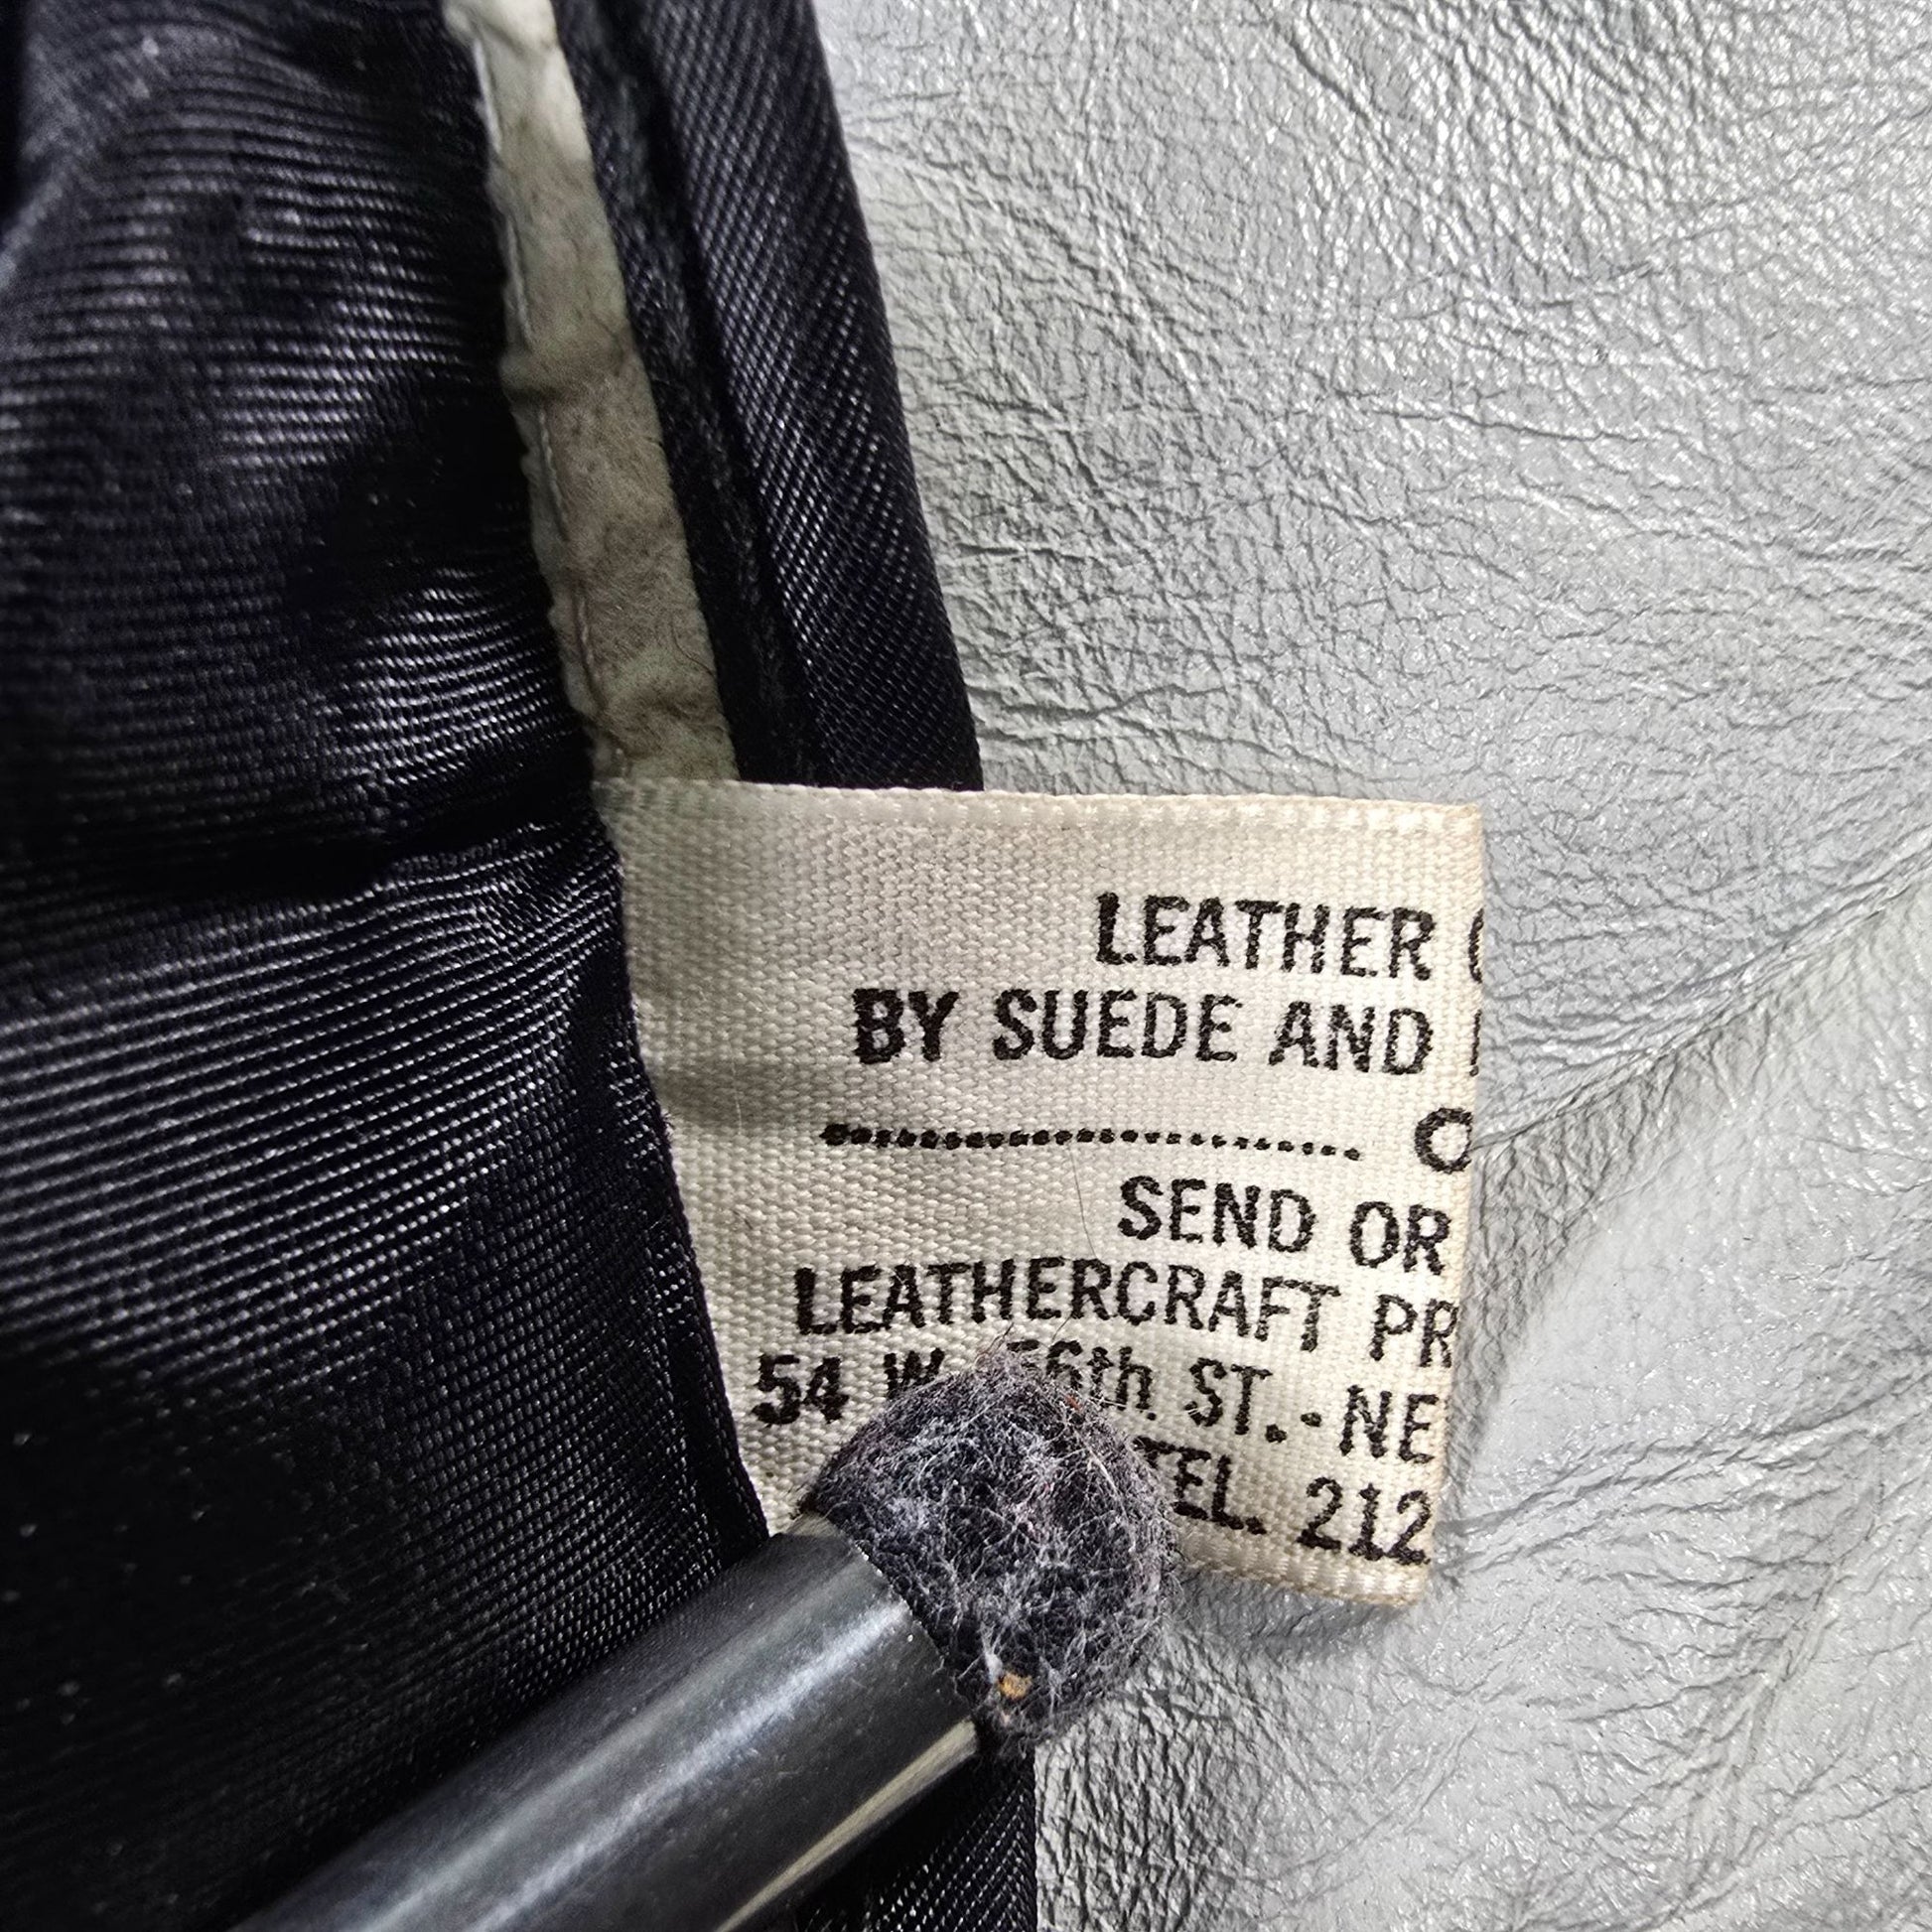 LEATHER
BY SUEDE AND
SEND OR
LEATHERCRAFT PR
54 W. 56th ST. - NE
TEL. 212